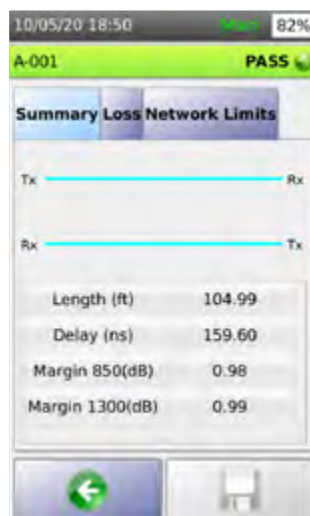 10/05/20 18:50 Main 82%
A-001 PASS
Summary Loss Network Limits
Tx Rx
Rx Tx
Length (ft) 104.99
Delay (ns) 159.60
Margin 850(dB) 0.98
Margin 1300(dB) 0.99